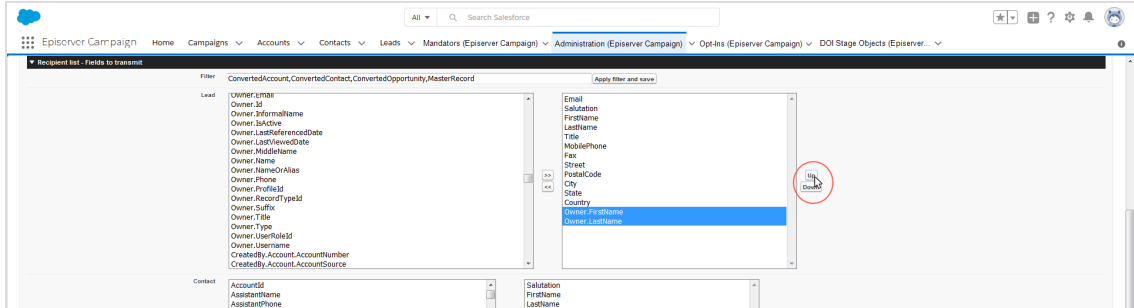 All
Search Salesforce
Episerver Campaign Home Campaigns Accounts Contacts Leads Mandators (Episerver Campaign) Administration (Episerver Campaign) Opt-Ins (Episerver Campaign) DOI Stage Objects (Episerver...
Recipient list - Fields to transmit
Filter ConvertedAccount,ConvertedContact,ConvertedOpportunity,MasterRecord Apply filter and save
Lead
Owner.Email
Owner.Id
Owner.InformalName
Owner.IsActive
Owner.LastReferencedDate
Owner.LastViewedDate
Owner.MiddleName
Owner.Name
Owner.NameOrAlias
Owner.Phone
Owner.ProfileId
Owner.RecordTypeId
Owner.Suffix
Owner.Title
Owner.Type
Owner.UserRoleId
Owner.Username
CreatedBy.Account.AccountNumber
CreatedBy.Account.AccountSource
>>
<<
Email
Salutation
FirstName
LastName
Title
MobilePhone
Fax
Street
PostalCode
City
State
Country
Owner.FirstName
Owner.LastName
Up
Down
Contact
AccountId
AssistantName
AssistantPhone
Salutation
FirstName
LastName